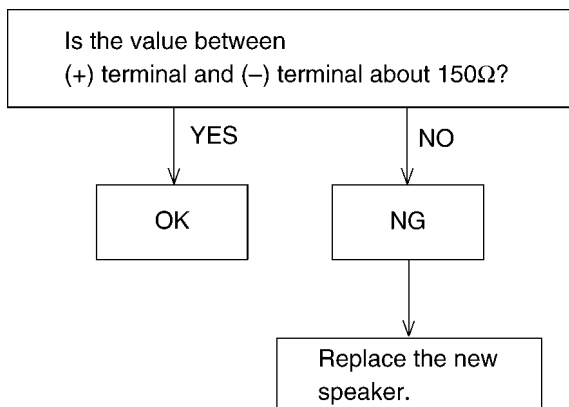 Is the value between
(+) terminal and (–) terminal about 150Ω?
YES
NO
OK
NG
Replace the new
speaker.